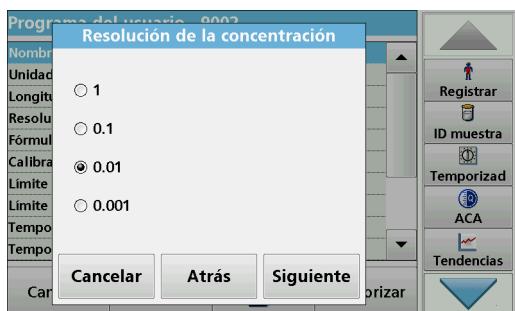 Programa del usuario 9002
Resolución de la concentración
Nombr
Unidad
Longitu
Resolu
Fórmul
Calibra
Límite
Límite
Tempo
Tempo
1
0.1
0.01
0.001
Cancelar Atrás Siguiente
Can orizar
Registrar
ID muestra
Temporizad
ACA
Tendencias